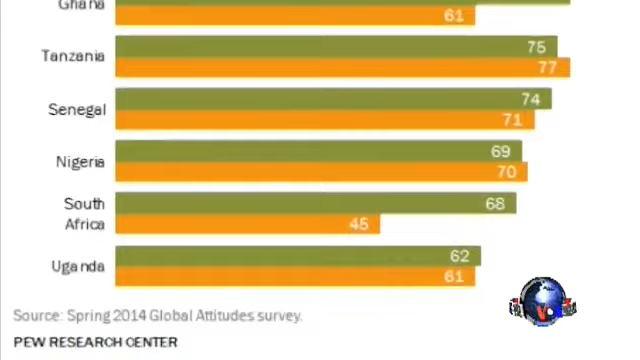 Ghana
61
Tanzania
75
77
Senegal
74
71
Nigeria
69
70
South
Africa
68
45
Uganda
62
61
Source: Spring 2014 Global Attitudes survey.
PEW RESEARCH CENTER